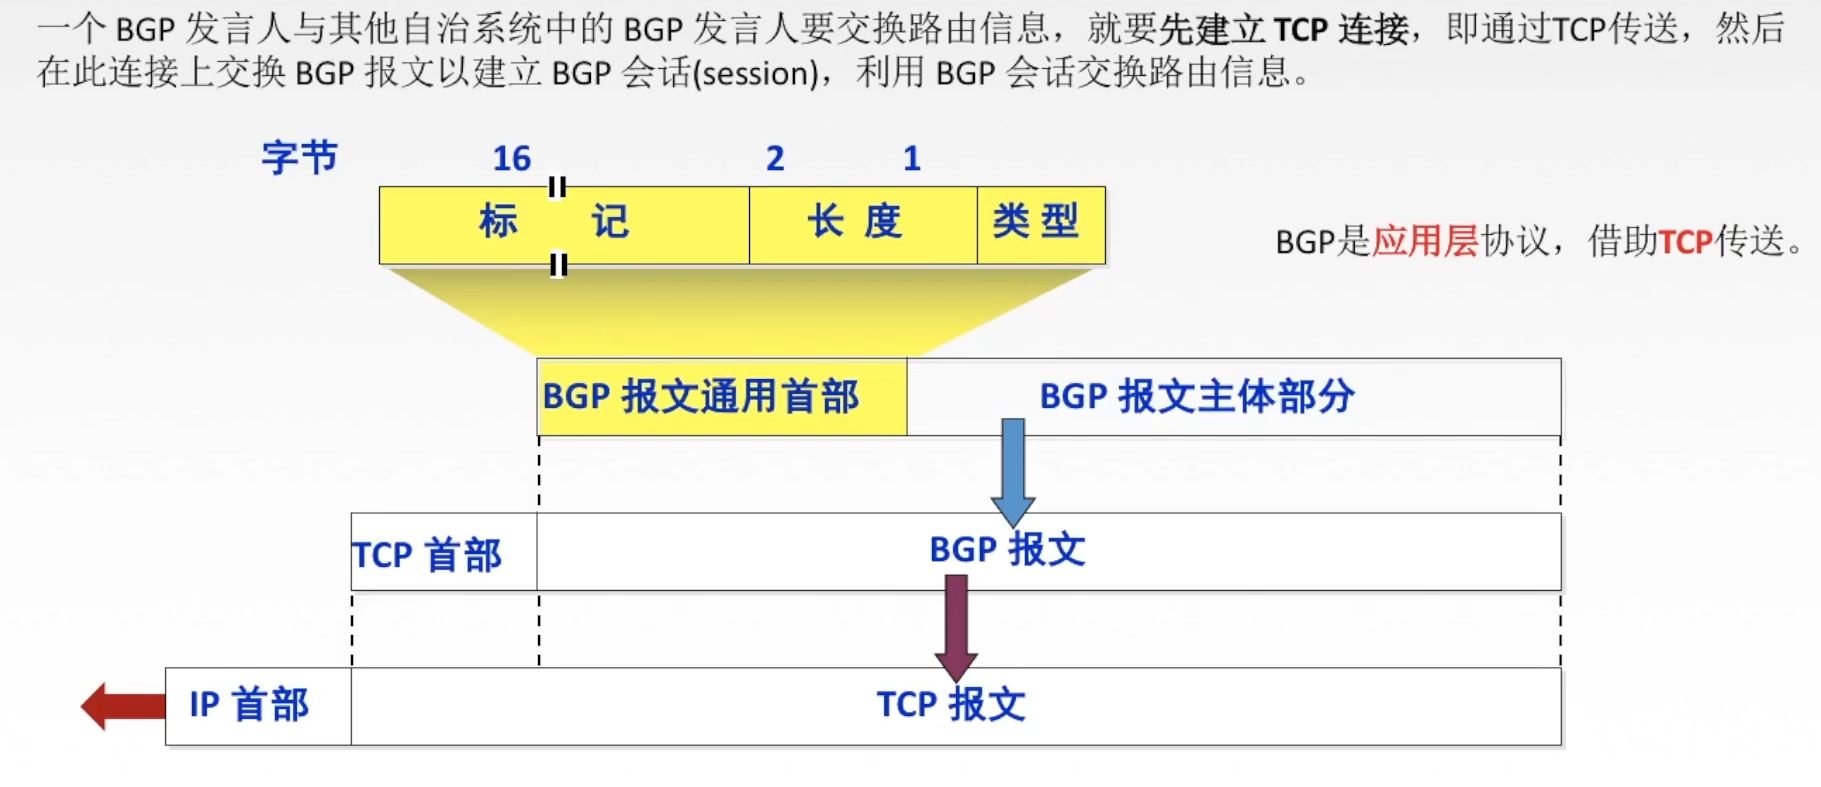 一个 BGP 发言人与其他自治系统中的 BGP 发言人要交换路由信息，就要先建立 TCP 连接，即通过TCP传送，然后
在此连接上交换 BGP 报文以建立 BGP 会话(session)，利用 BGP 会话交换路由信息。
字节 16 2 1
标 记 长 度 类 型
BGP是应用层协议，借助TCP传送。
BGP 报文通用首部 BGP 报文主体部分
TCP 首部 BGP 报文
IP 首部 TCP 报文